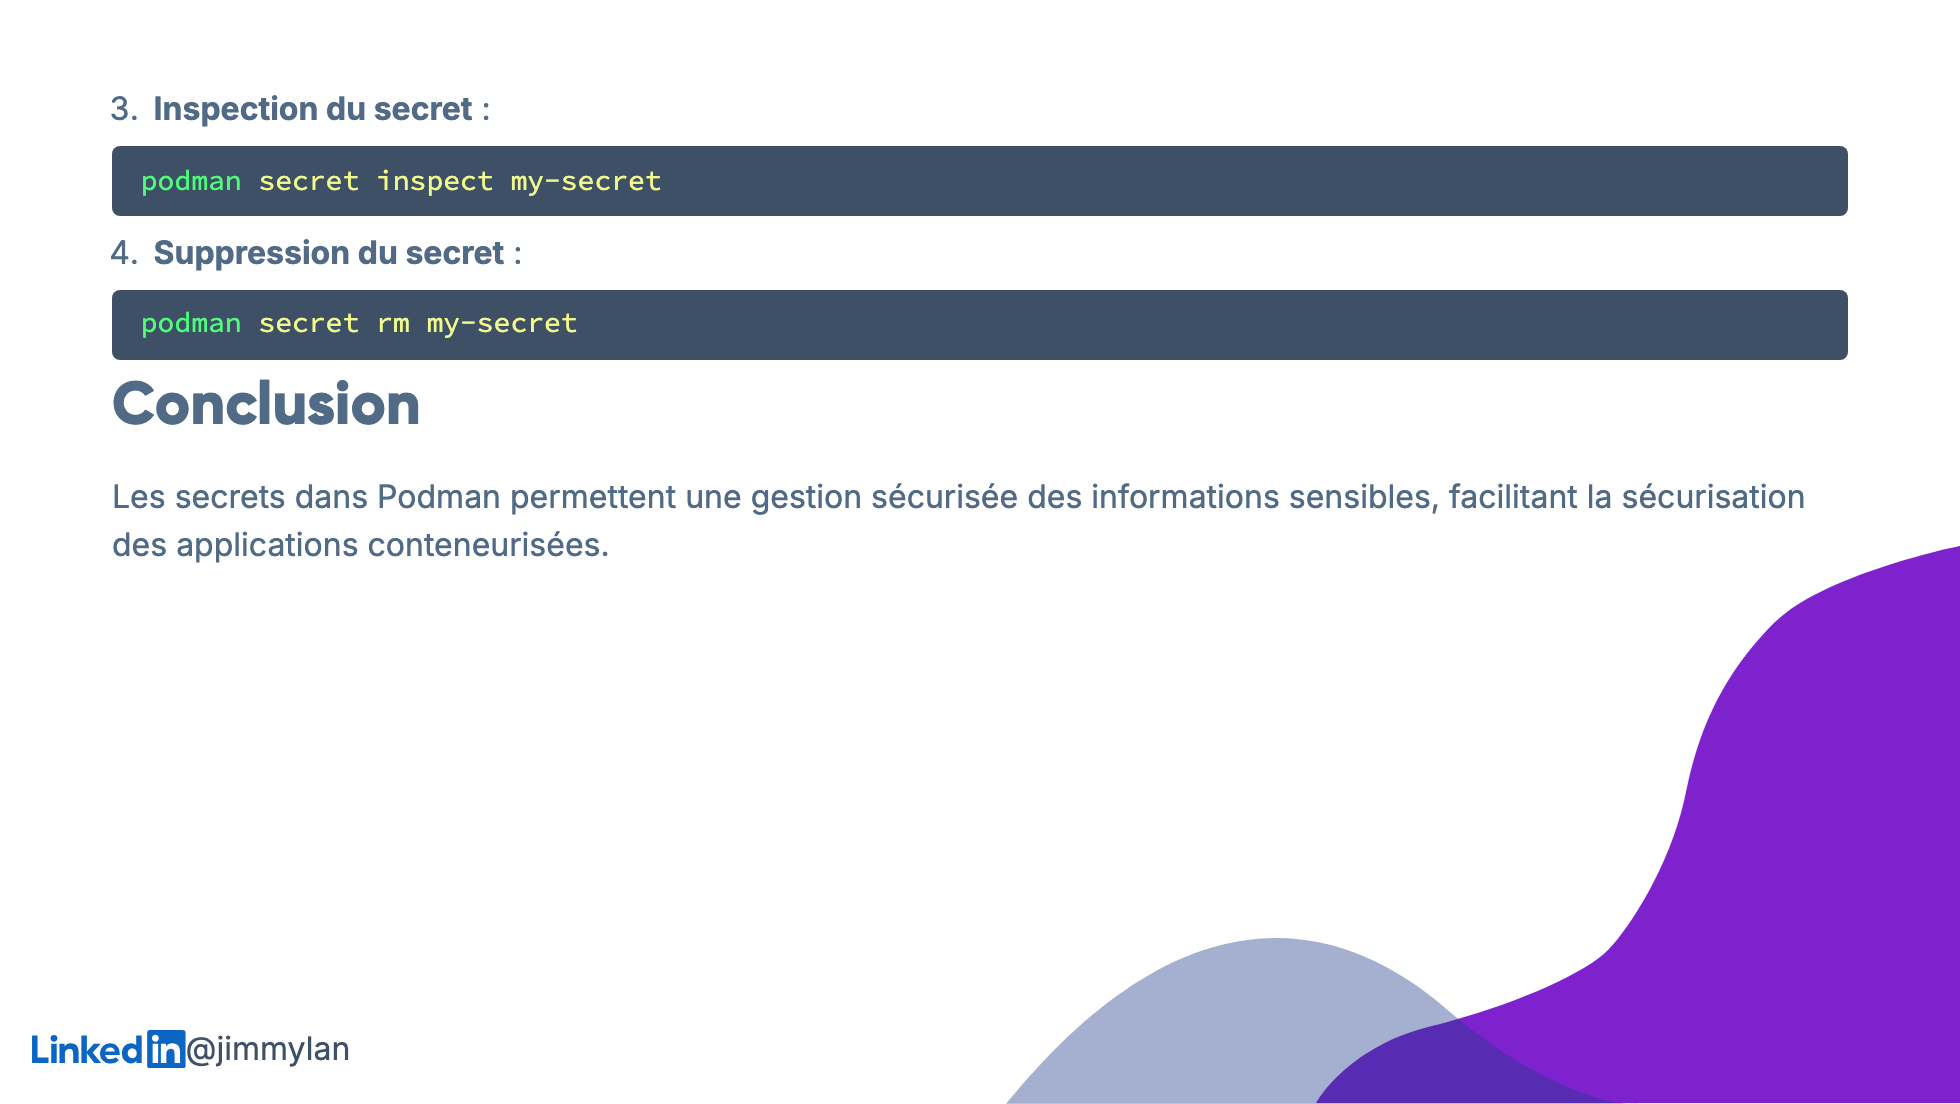 3. Inspection du secret :
podman secret inspect my-secret
4. Suppression du secret :
podman secret rm my-secret
Conclusion
Les secrets dans Podman permettent une gestion sécurisée des informations sensibles, facilitant la sécurisation
des applications conteneurisées.
Linkedin@jimmylan